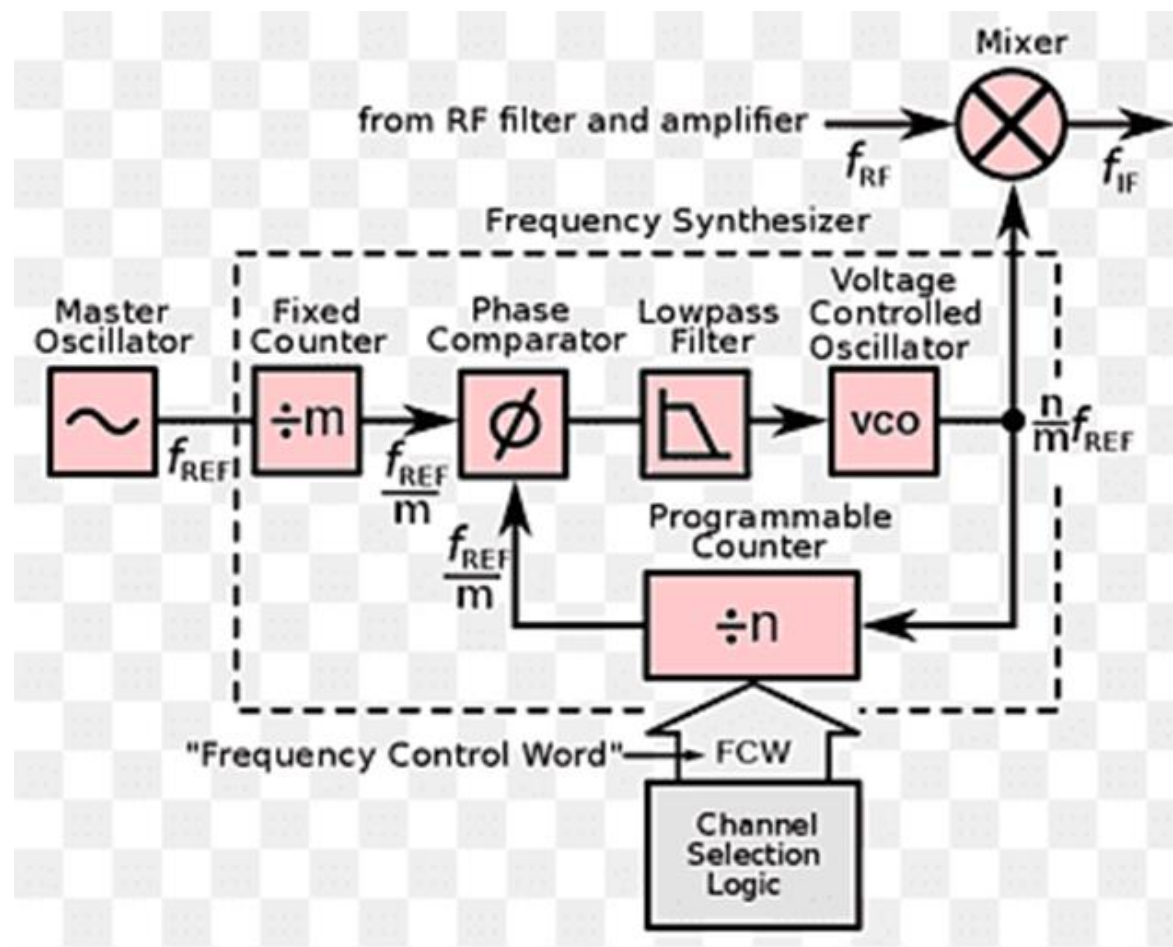 Mixer
from RF filter and amplifier
fRF
fIF
Frequency Synthesizer
Master
Oscillator
Fixed
Counter
Phase
Comparator
Lowpass
Filter
Voltage
Controlled
Oscillator
÷m
ϕ
vco
fREF
fREF
m
n
m
fREF
fREF
m
Programmable
Counter
÷n
"Frequency Control Word"
FCW
Channel
Selection
Logic